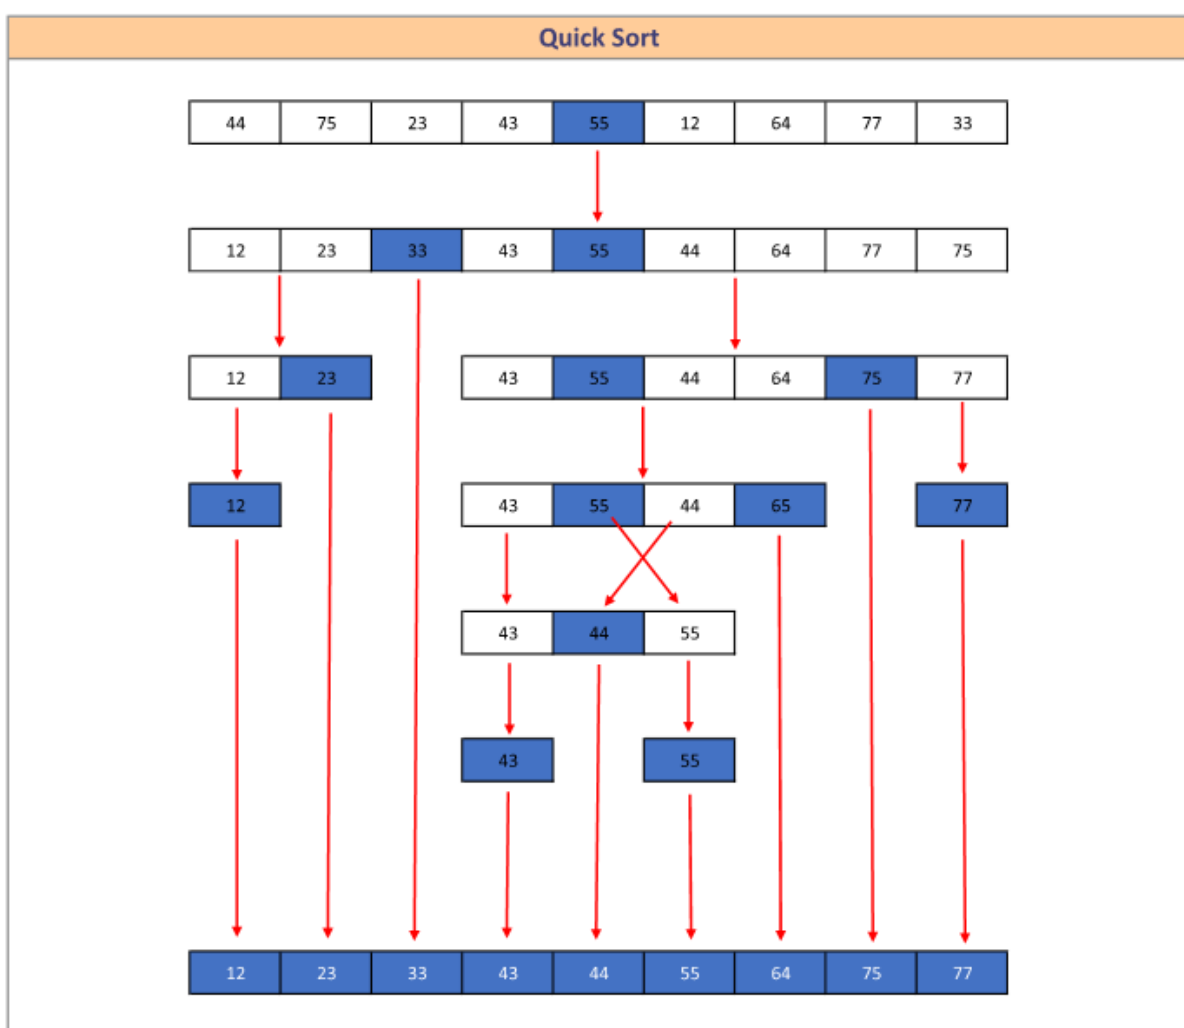 Quick Sort
44 75 23 43 55 12 64 77 33
12 23 33 43 55 44 64 77 75
12 23 43 55 44 64 75 77
12 43 55 44 65 77
43 44 55
43 55
12 23 33 43 44 55 64 75 77